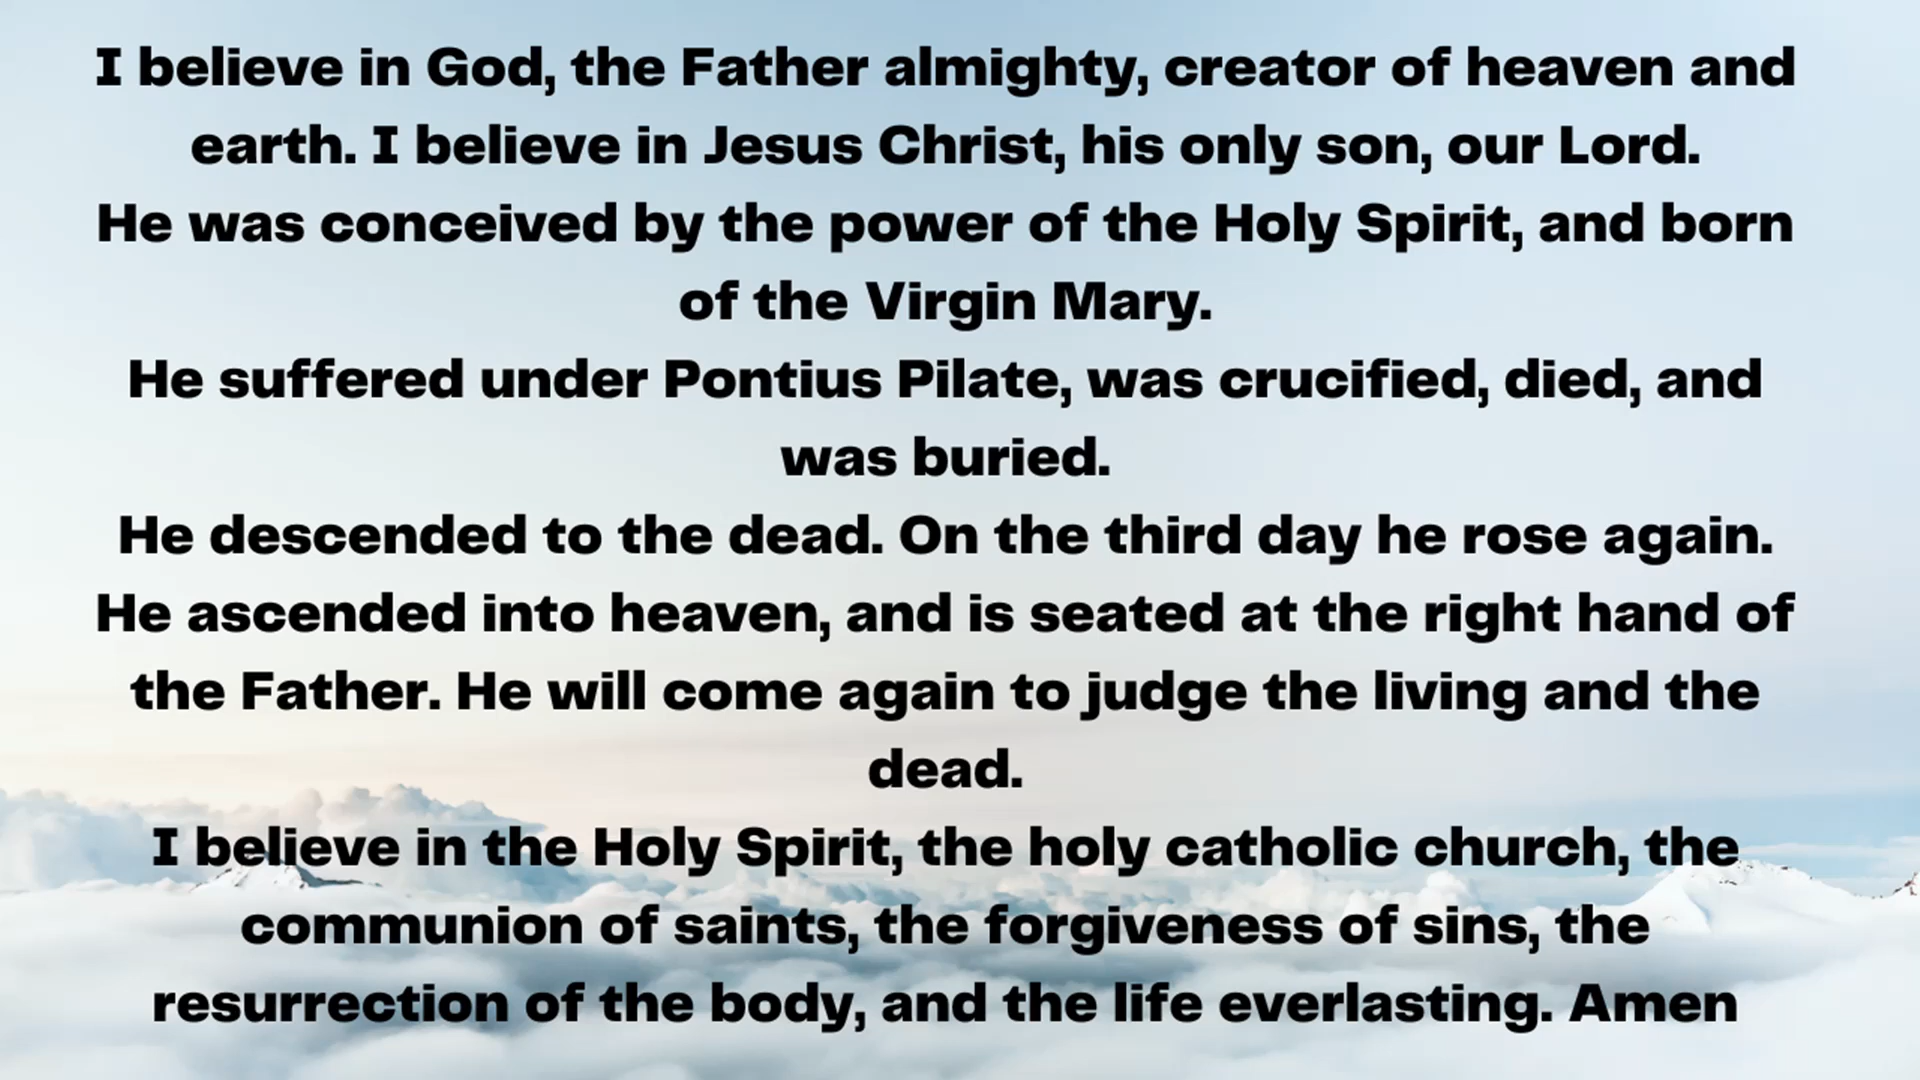 I believe in God, the Father almighty, creator of heaven and
earth. I believe in Jesus Christ, his only son, our Lord.
He was conceived by the power of the Holy Spirit, and born
of the Virgin Mary.
He suffered under Pontius Pilate, was crucified, died, and
was buried.
He descended to the dead. On the third day he rose again.
He ascended into heaven, and is seated at the right hand of
the Father. He will come again to judge the living and the
dead.
I believe in the Holy Spirit, the holy catholic church, the
communion of saints, the forgiveness of sins, the
resurrection of the body, and the life everlasting. Amen